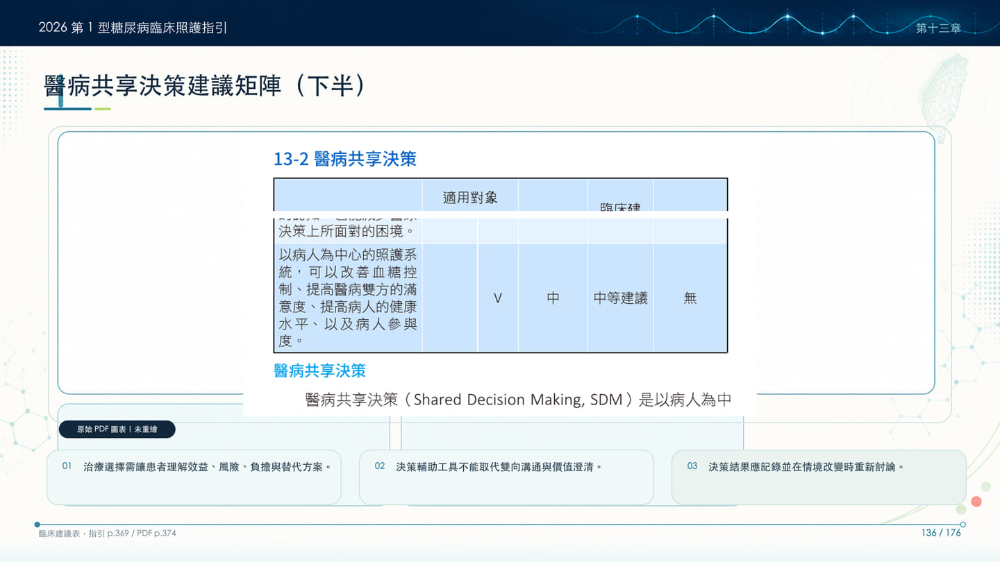 2026 第 1 型糖尿病臨床照護指引
第十三章
醫病共享決策建議矩陣（下半）
13-2 醫病共享決策
適用對象
臨床建
決策上所面對的困境。
以病人為中心的照護系
統，可以改善血糖控
制、提高醫病雙方的滿
意度、提高病人的健康
水平、以及病人參與
度。
V
中
中等建議
無
醫病共享決策
醫病共享決策（Shared Decision Making, SDM）是以病人為中
原始 PDF 圖表｜未重繪
01 治療選擇需讓患者理解效益、風險、負擔與替代方案。
02 決策輔助工具不能取代雙向溝通與價值澄清。
03 決策結果應記錄並在情境改變時重新討論。
臨床建議表・指引 p.369 / PDF p.374
136 / 176